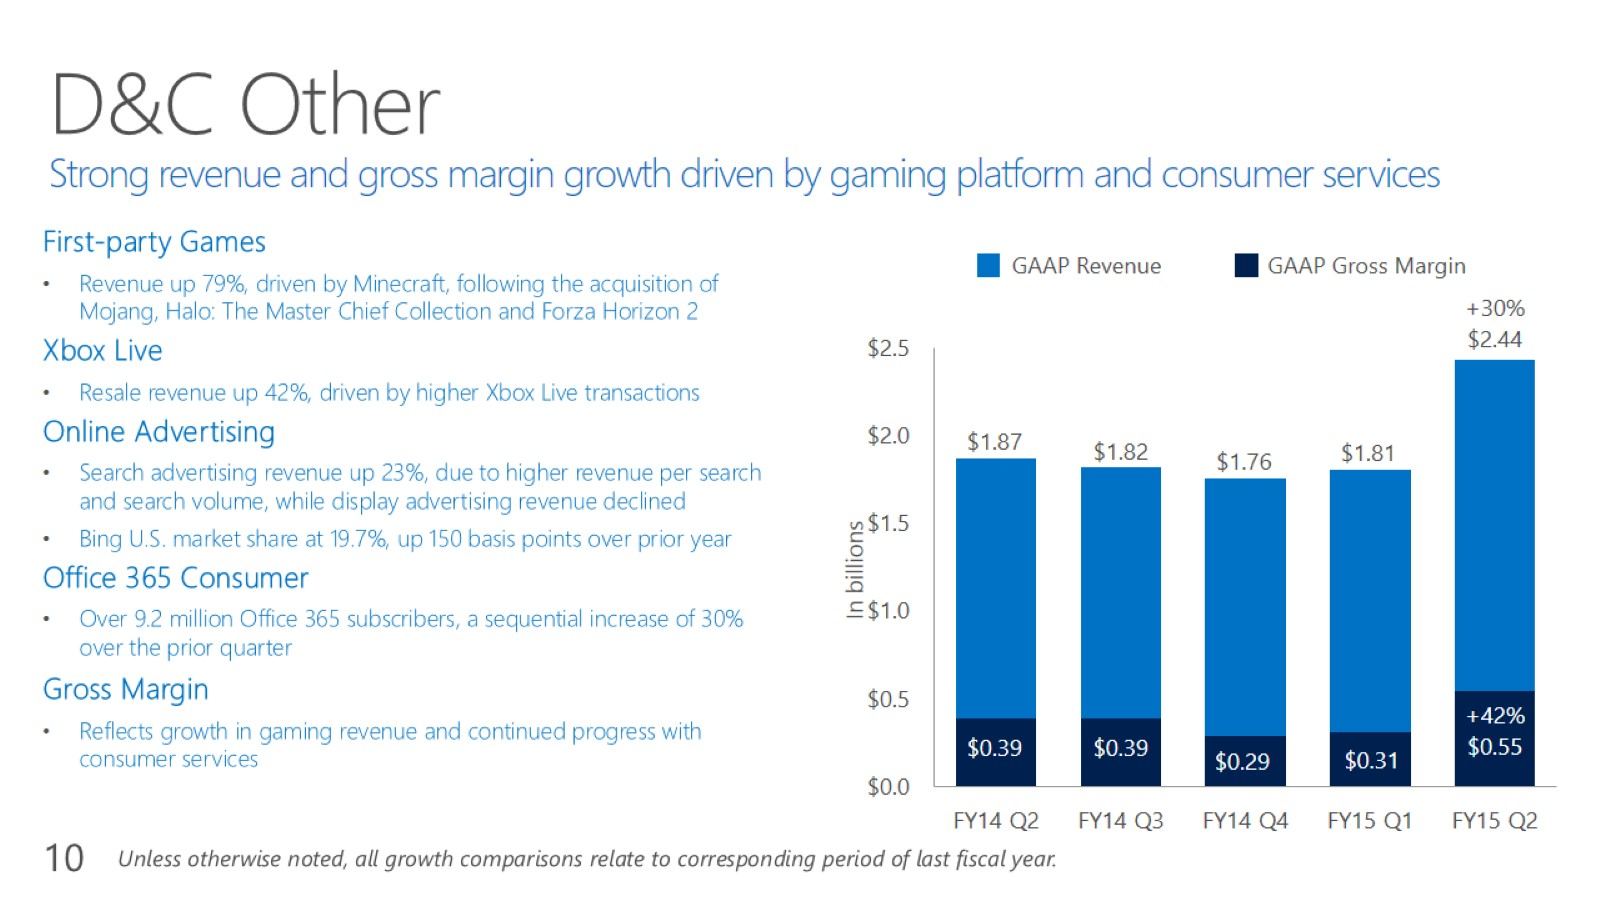 D&C Other
Strong revenue and gross margin growth driven by gaming platform and consumer services
First-party Games
• Revenue up 79%, driven by Minecraft, following the acquisition of
Mojang, Halo: The Master Chief Collection and Forza Horizon 2
Xbox Live
• Resale revenue up 42%, driven by higher Xbox Live transactions
Online Advertising
• Search advertising revenue up 23%, due to higher revenue per search
and search volume, while display advertising revenue declined
• Bing U.S. market share at 19.7%, up 150 basis points over prior year
Office 365 Consumer
• Over 9.2 million Office 365 subscribers, a sequential increase of 30%
over the prior quarter
Gross Margin
• Reflects growth in gaming revenue and continued progress with
consumer services
GAAP Revenue GAAP Gross Margin
In billions
$2.5
$2.0
$1.5
$1.0
$0.5
$0.0
$1.87
$0.39
$1.82
$0.39
$1.76
$0.29
$1.81
$0.31
+30%
$2.44
+42%
$0.55
FY14 Q2 FY14 Q3 FY14 Q4 FY15 Q1 FY15 Q2
10 Unless otherwise noted, all growth comparisons relate to corresponding period of last fiscal year.